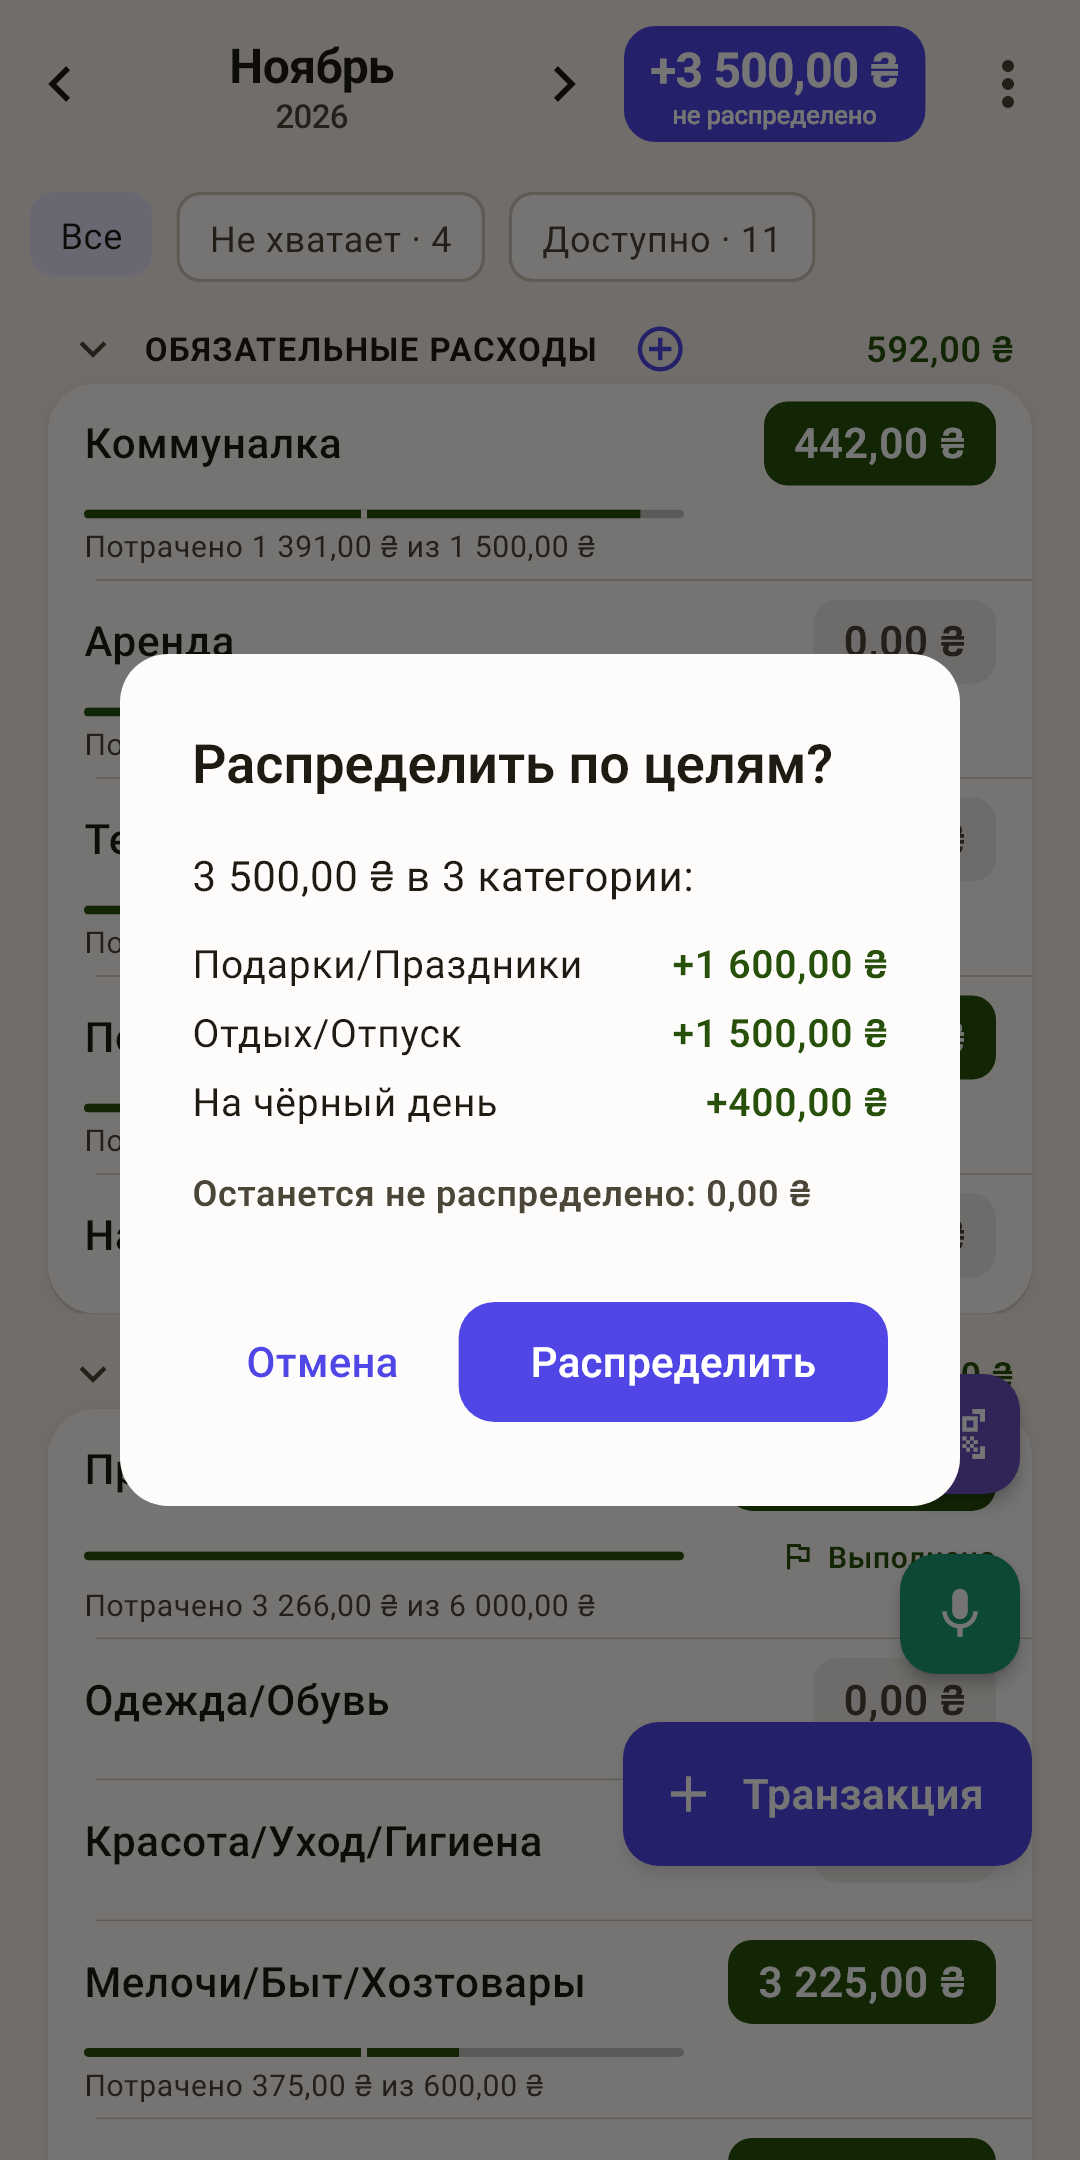 Ноябрь
2026
+3 500,00 ₴
не распределено
Все
Не хватает · 4
Доступно · 11
ОБЯЗАТЕЛЬНЫЕ РАСХОДЫ
592,00 ₴
Коммуналка
442,00 ₴
Потрачено 1 391,00 ₴ из 1 500,00 ₴
Аренда
0,00 ₴
Распределить по целям?
3 500,00 ₴ в 3 категории:
Подарки/Праздники +1 600,00 ₴
Отдых/Отпуск +1 500,00 ₴
На чёрный день +400,00 ₴
Останется не распределено: 0,00 ₴
Отмена
Распределить
Потрачено 3 266,00 ₴ из 6 000,00 ₴
Одежда/Обувь
0,00 ₴
Транзакция
Красота/Уход/Гигиена
Мелочи/Быт/Хозтовары
3 225,00 ₴
Потрачено 375,00 ₴ из 600,00 ₴